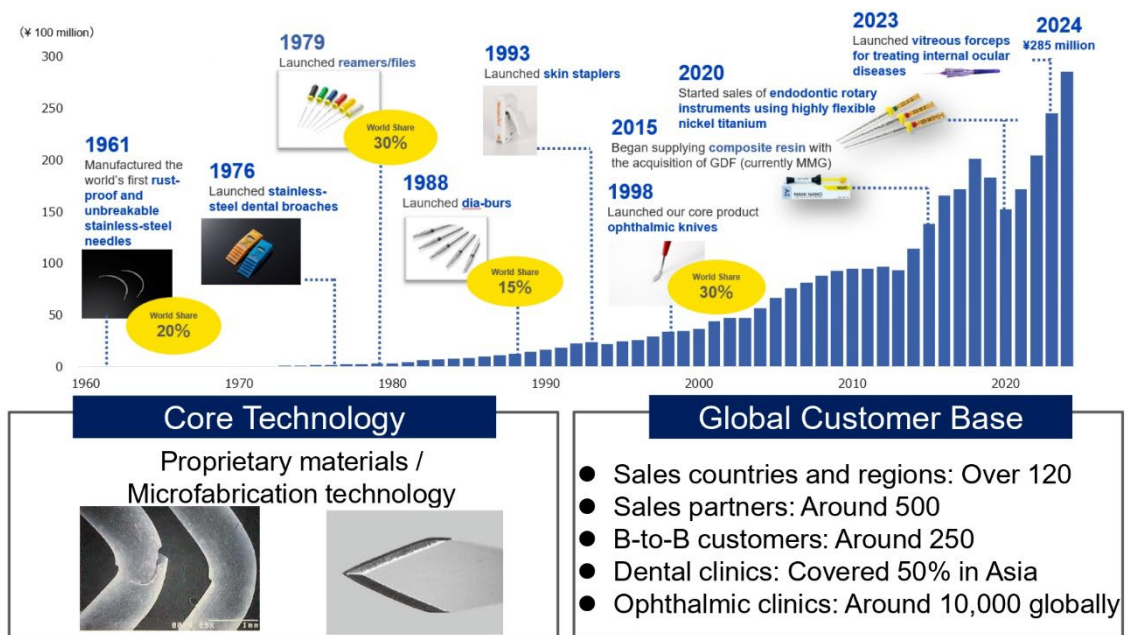 (¥ 100 million)
300
250
200
150
100
50
0
1960
1970
1980
1990
2000
2010
2020
1961
Manufactured the
world's first rust-
proof and
unbreakable
stainless-steel
needles
World Share
20%
1976
Launched stainless-
steel dental broaches
1979
Launched reamers/files
World Share
30%
1988
Launched dia-burs
World Share
15%
1993
Launched skin staplers
1998
Launched our core product
ophthalmic knives
World Share
30%
2015
Began supplying composite resin with
the acquisition of GDF (currently MMG)
2020
Started sales of endodontic rotary
instruments using highly flexible
nickel titanium
2023
Launched vitreous forceps
for treating internal ocular
diseases
2024
¥285 million
Core Technology
Proprietary materials /
Microfabrication technology
1mm
Global Customer Base
● Sales countries and regions: Over 120
● Sales partners: Around 500
● B-to-B customers: Around 250
● Dental clinics: Covered 50% in Asia
● Ophthalmic clinics: Around 10,000 globally